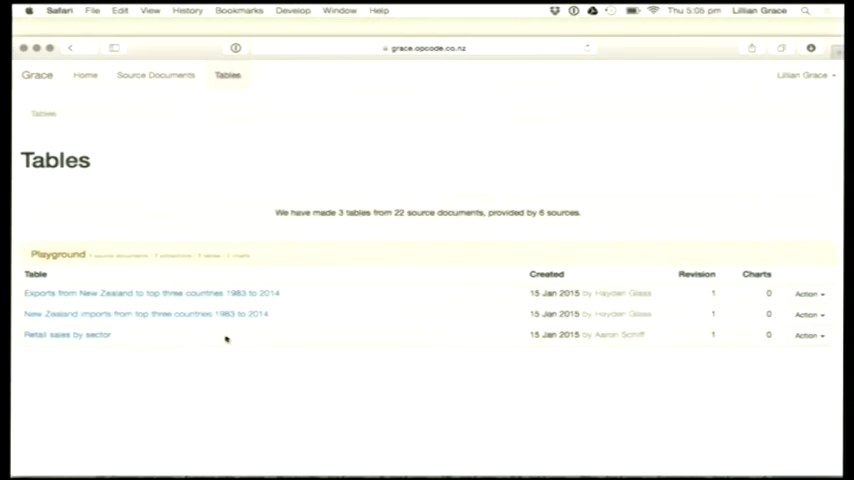 Safari File Edit View History Bookmarks Develop Window Help Thu 5:05 pm Lillian Grace
grace.opcode.co.nz
Grace Home Source Documents Tables Lillian Grace
Tables
Tables
We have made 3 tables from 22 source documents, provided by 6 sources.
Playground
Table Created Revision Charts
Exports from New Zealand to top three countries 1983 to 2014 15 Jan 2015 by Hayden Glass 1 0 Action
New Zealand imports from top three countries 1983 to 2014 15 Jan 2015 by Hayden Glass 1 0 Action
Retail sales by sector 15 Jan 2015 by Aaron Schiff 1 0 Action